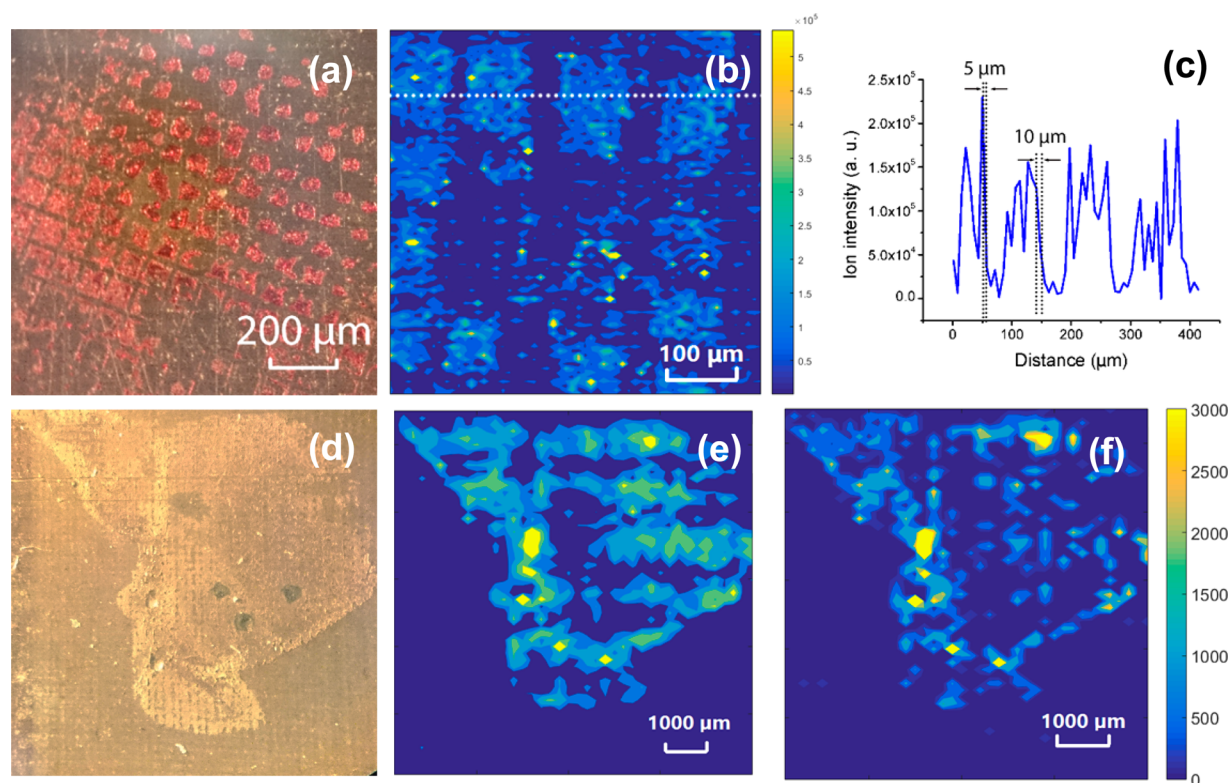 (a)
200 μm
(b)
×10⁵
5
4.5
4
3.5
3
2.5
2
1.5
1
0.5
100 μm
(c)
5 μm
10 μm
2.5x10⁵
2.0x10⁵
1.5x10⁵
1.0x10⁵
5.0x10⁴
0.0
Ion intensity (a. u.)
0 100 200 300 400
Distance (μm)
(d)
(e)
1000 μm
(f)
1000 μm
3000
2500
2000
1500
1000
500
0